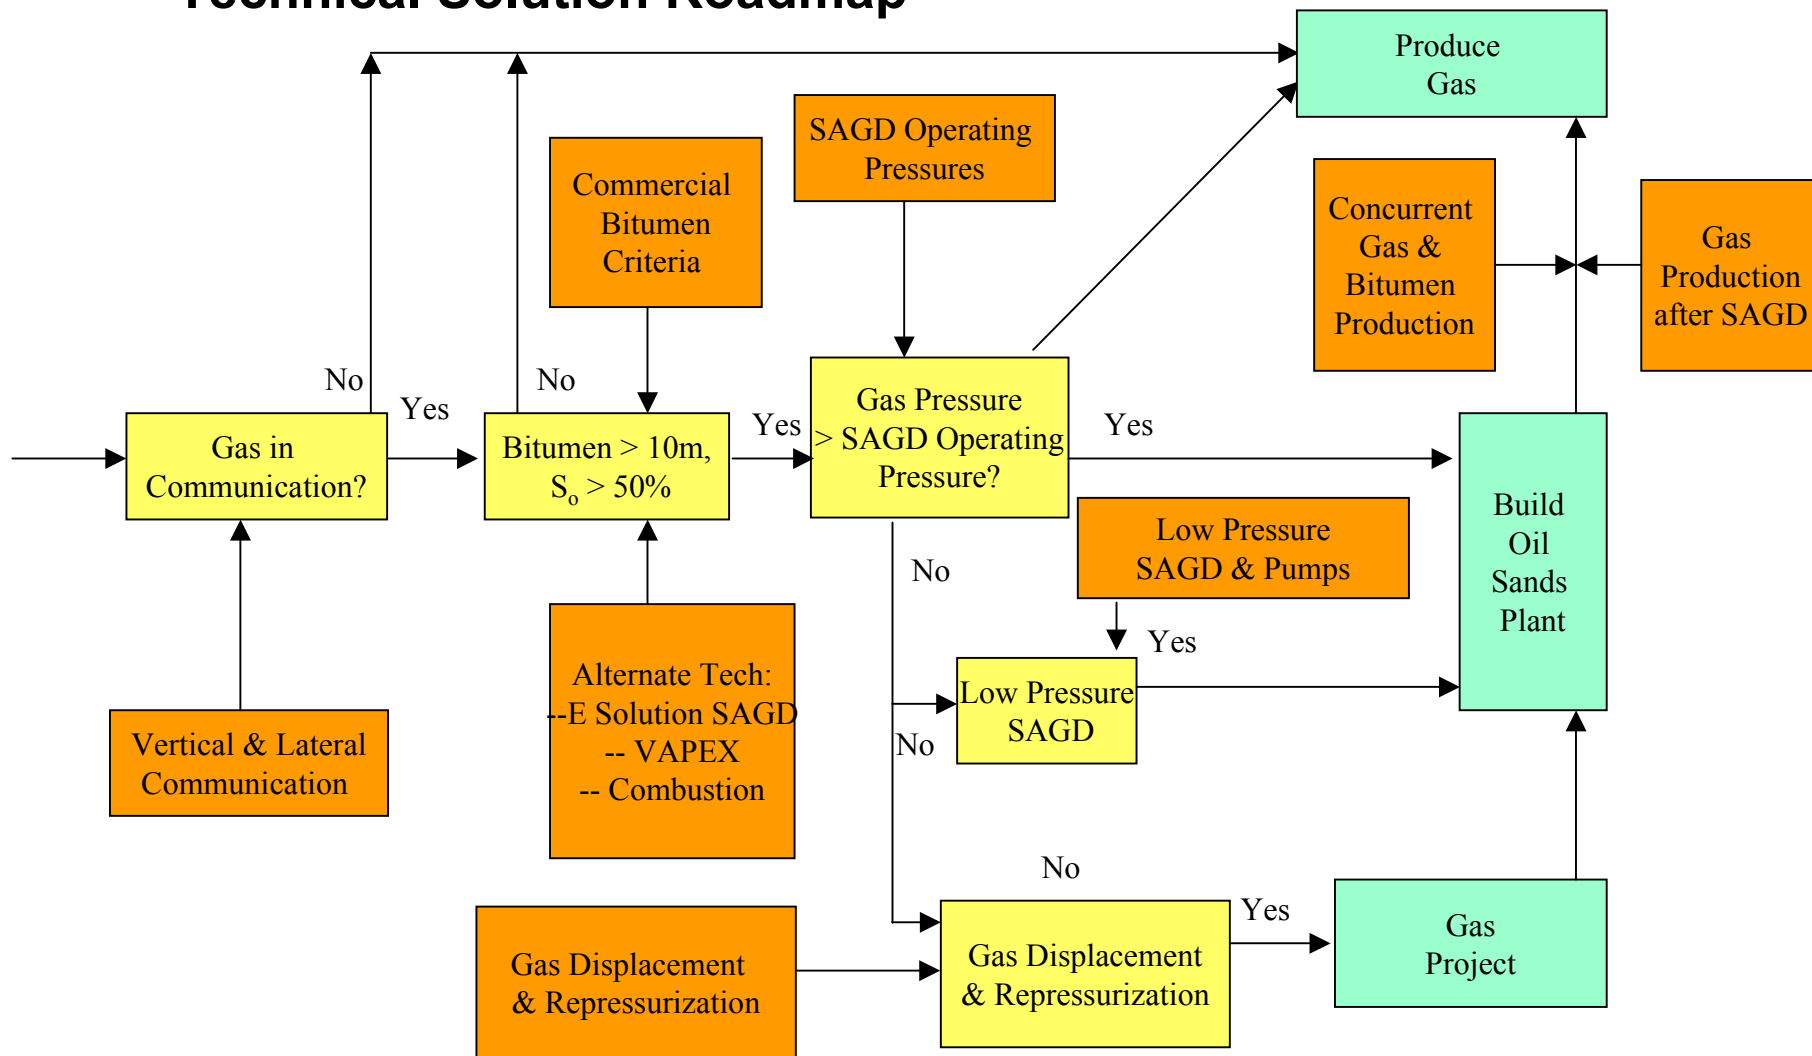 Technical Solution Roadmap
Produce
Gas
SAGD Operating
Pressures
Commercial
Bitumen
Criteria
Concurrent
Gas &
Bitumen
Production
Gas
Production
after SAGD
No
Yes
No
Yes
Gas Pressure
> SAGD Operating
Pressure?
Yes
Gas in
Communication?
Bitumen > 10m,
So > 50%
Build
Oil
Sands
Plant
Low Pressure
SAGD & Pumps
No
Yes
Low Pressure
SAGD
No
Alternate Tech:
--E Solution SAGD
-- VAPEX
-- Combustion
Vertical & Lateral
Communication
No
Yes
Gas Displacement
& Repressurization
Gas Displacement
& Repressurization
Gas
Project